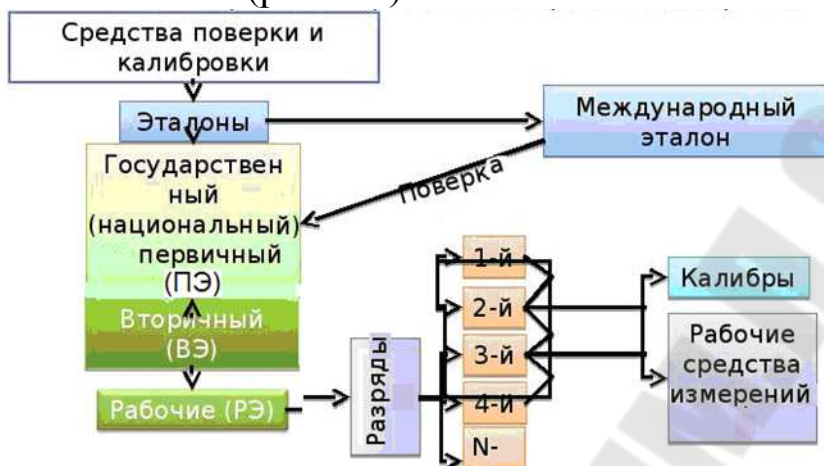 Средства поверки и
калибровки
Эталоны
Международный
эталон
Государствен
ный
(национальный)
первичный
(ПЭ)
Поверка
Вторичный
(ВЭ)
Рабочие (РЭ)
Разряды
1-й
2-й
3-й
4-й
N-
Калибры
Рабочие
средства
измерений